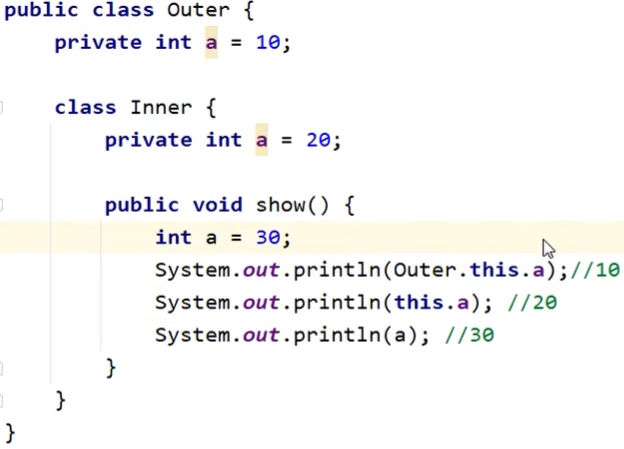 public class Outer {
    private int a = 10;
    class Inner {
        private int a = 20;
        public void show() {
            int a = 30;
            System.out.println(Outer.this.a);//10
            System.out.println(this.a); //20
            System.out.println(a); //30
        }
    }
}